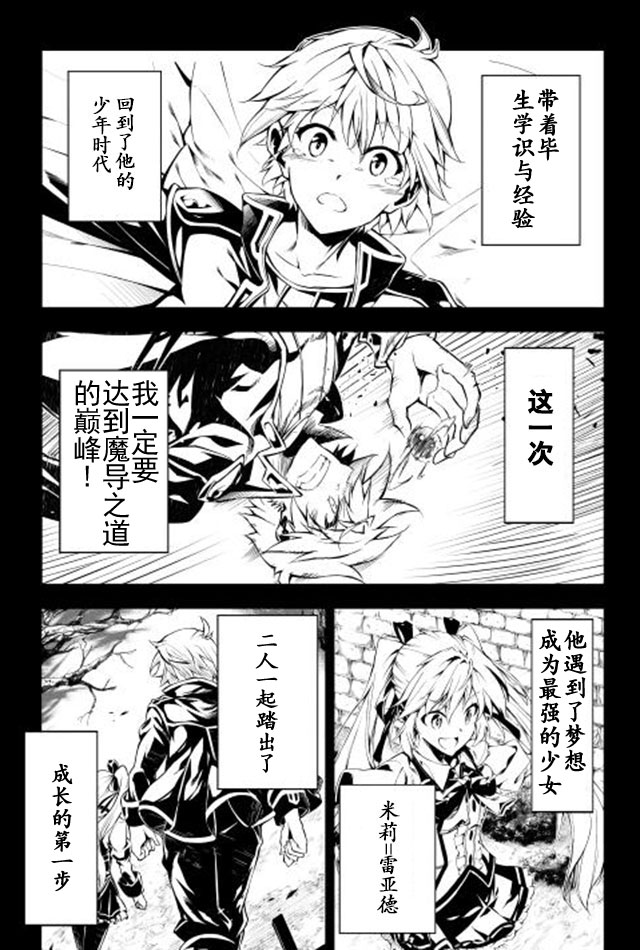 带着毕
生学识与经验
回到了他的
少年时代
这一次
我一定要
达到魔导之道
的巅峰！
他遇到了梦想
成为最强的少女
米莉=雷亚德
二人一起踏出了
成长的第一步